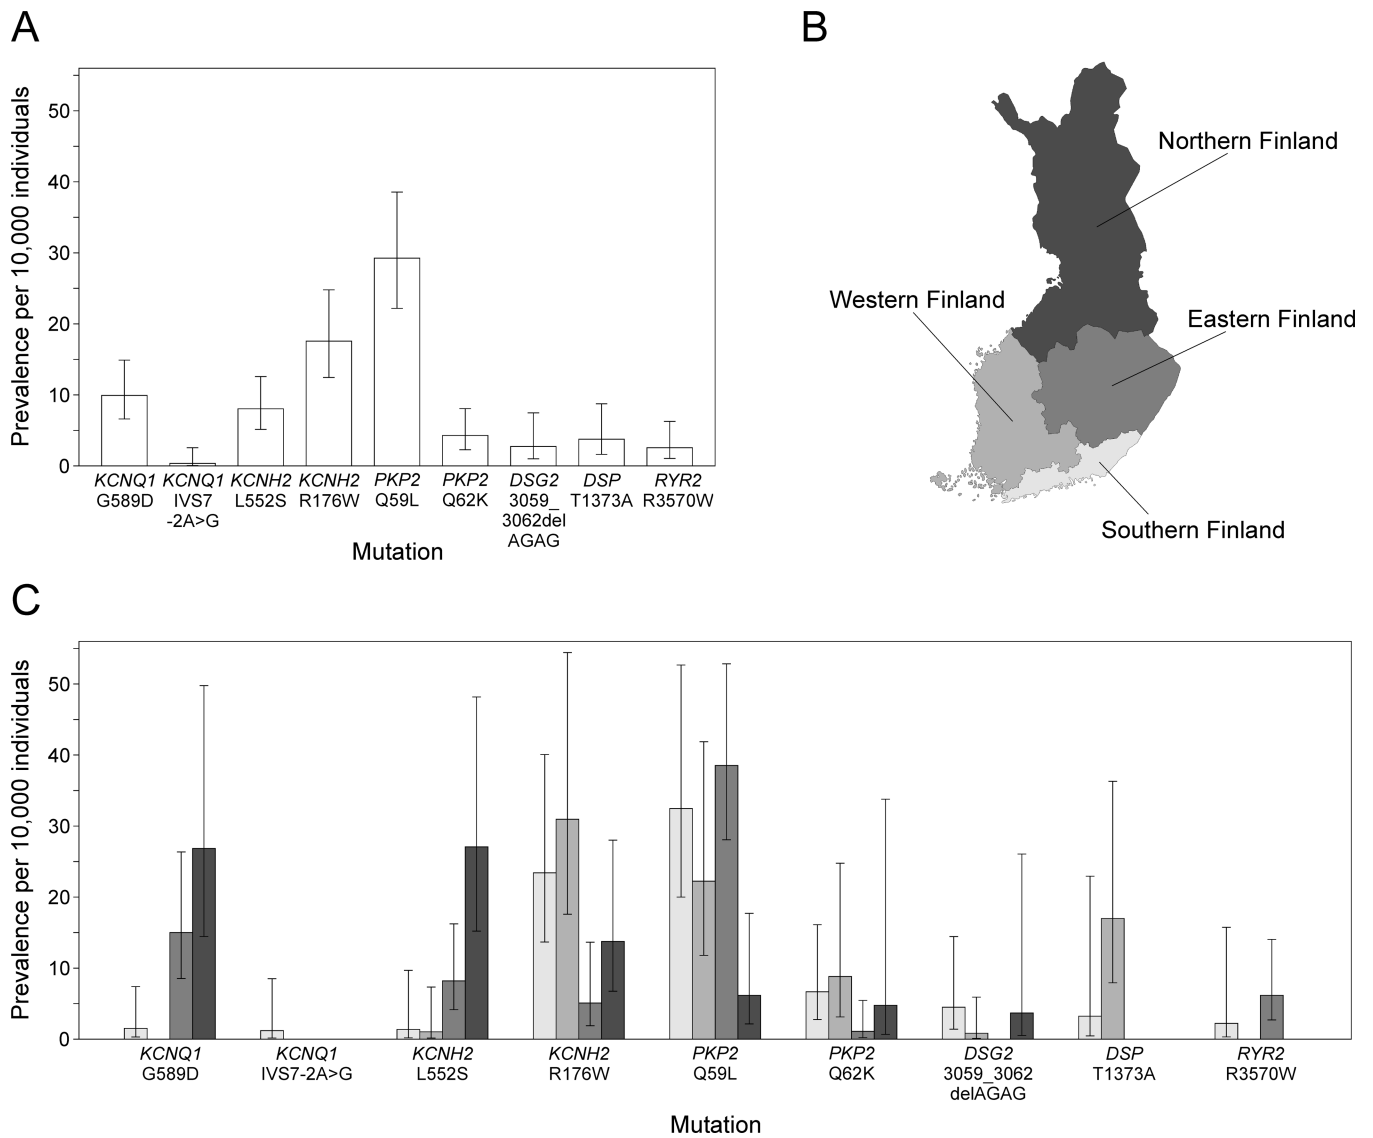 A
Prevalence per 10,000 individuals
50
40
30
20
10
0
KCNQ1 KCNQ1 KCNH2 KCNH2 PKP2 PKP2 DSG2 DSP RYR2
G589D IVS7 L552S R176W Q59L Q62K 3059_ T1373A R3570W
-2A>G 3062del
AGAG
Mutation
B
Northern Finland
Western Finland
Eastern Finland
Southern Finland
C
Prevalence per 10,000 individuals
50
40
30
20
10
0
KCNQ1 KCNQ1 KCNH2 KCNH2 PKP2 PKP2 DSG2 DSP RYR2
G589D IVS7-2A>G L552S R176W Q59L Q62K 3059_3062 T1373A R3570W
delAGAG
Mutation